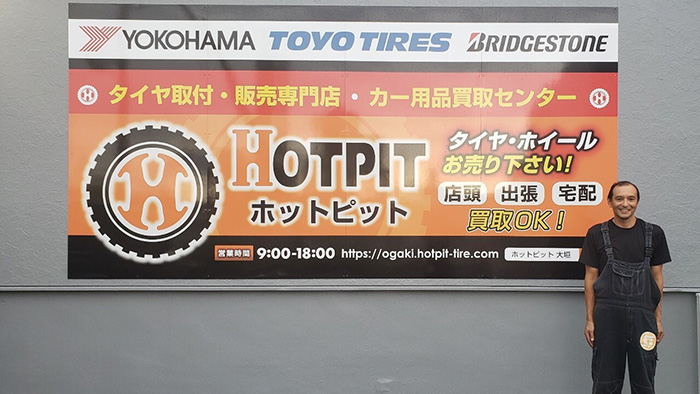 YOKOHAMA TOYO TIRES BRIDGESTONE
タイヤ取付・販売専門店・カー用品買取センター
HOTPIT
ホットピット
タイヤ・ホイール
お売り下さい!
店頭 出張 宅配
買取OK!
営業時間 9:00-18:00 https://ogaki.hotpit-tire.com ホットピット 大垣